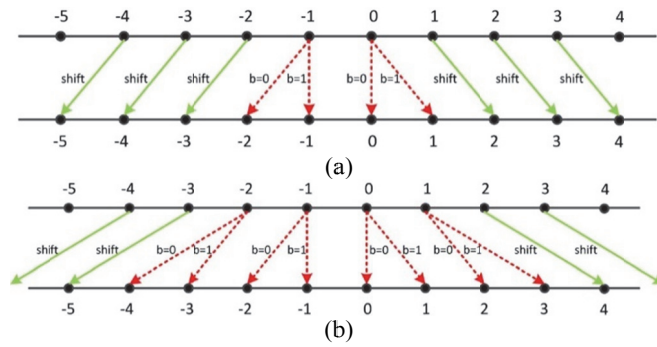 -5 -4 -3 -2 -1 0 1 2 3 4
shift shift shift b=0 b=1 b=0 b=1 shift shift shift
-5 -4 -3 -2 -1 0 1 2 3 4
(a)
-5 -4 -3 -2 -1 0 1 2 3 4
shift shift b=0 b=1 b=0 b=1 b=0 b=1 b=0 b=1 shift shift
-5 -4 -3 -2 -1 0 1 2 3 4
(b)